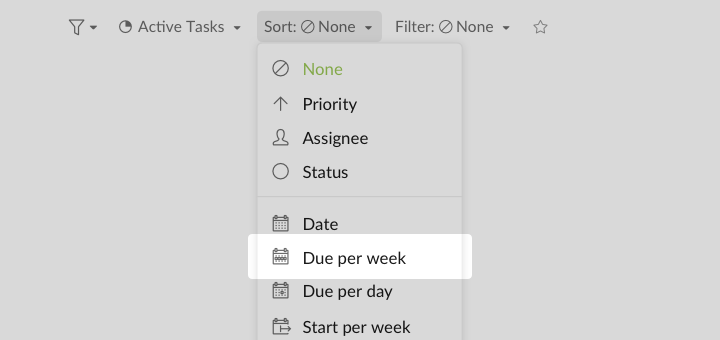 Active Tasks Sort: None Filter: None
None
Priority
Assignee
Status
Date
Due per week
Due per day
Start per week